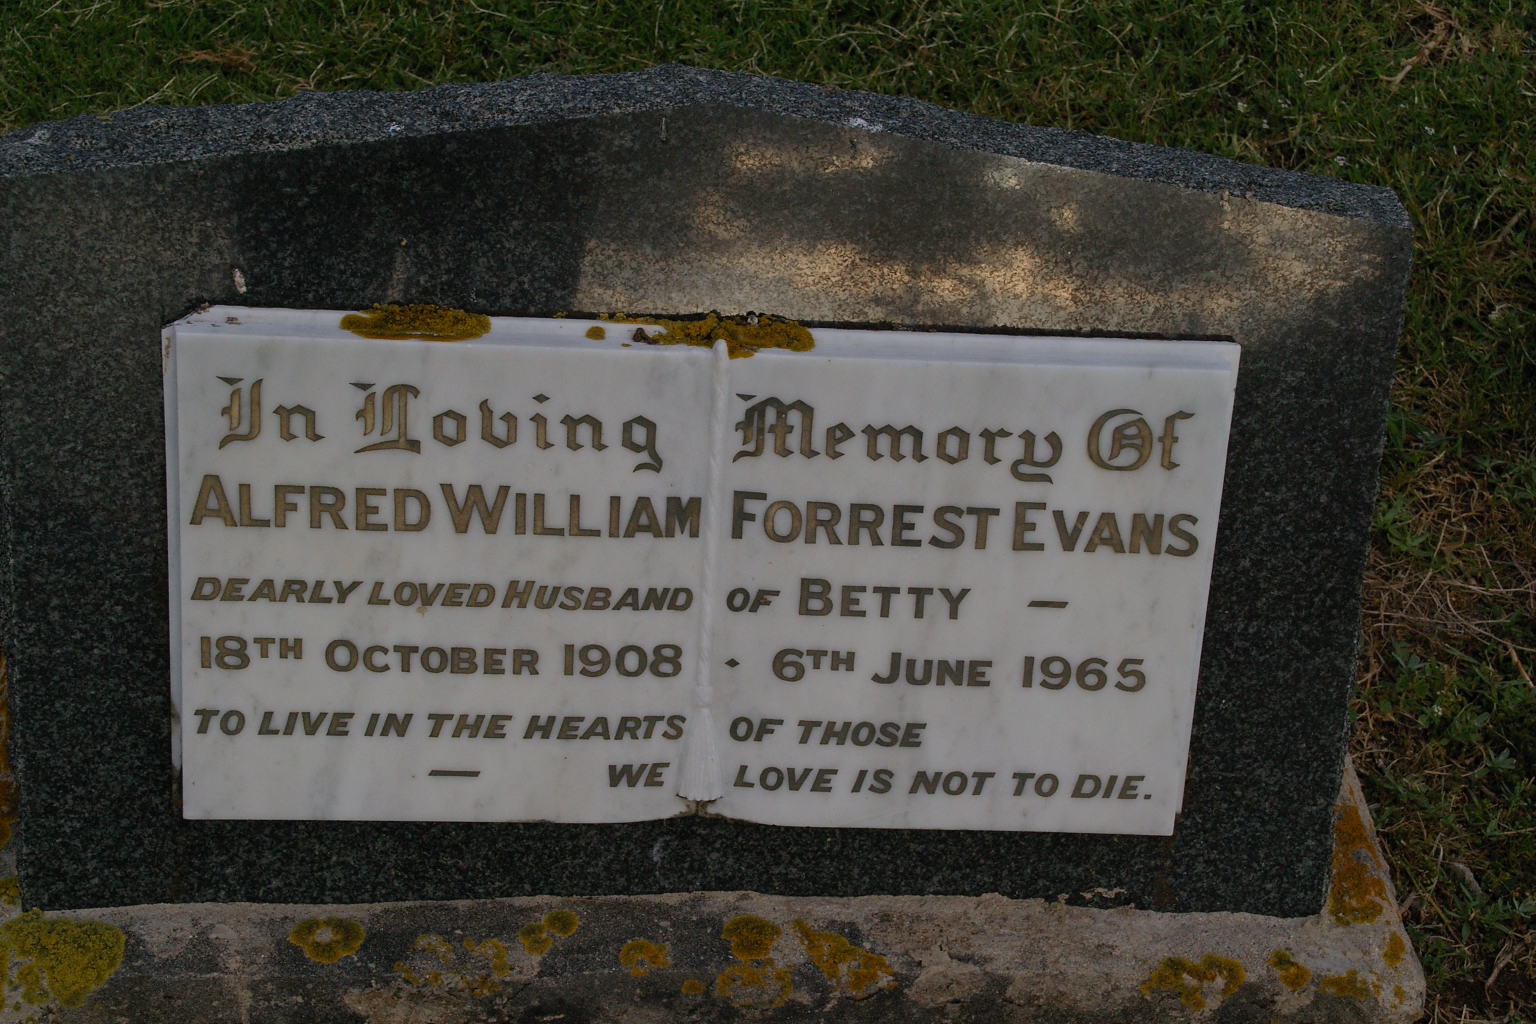 In Loving Memory Of
ALFRED WILLIAM FORREST EVANS
DEARLY LOVED HUSBAND OF BETTY —
18TH OCTOBER 1908 · 6TH JUNE 1965
TO LIVE IN THE HEARTS OF THOSE
— WE LOVE IS NOT TO DIE.